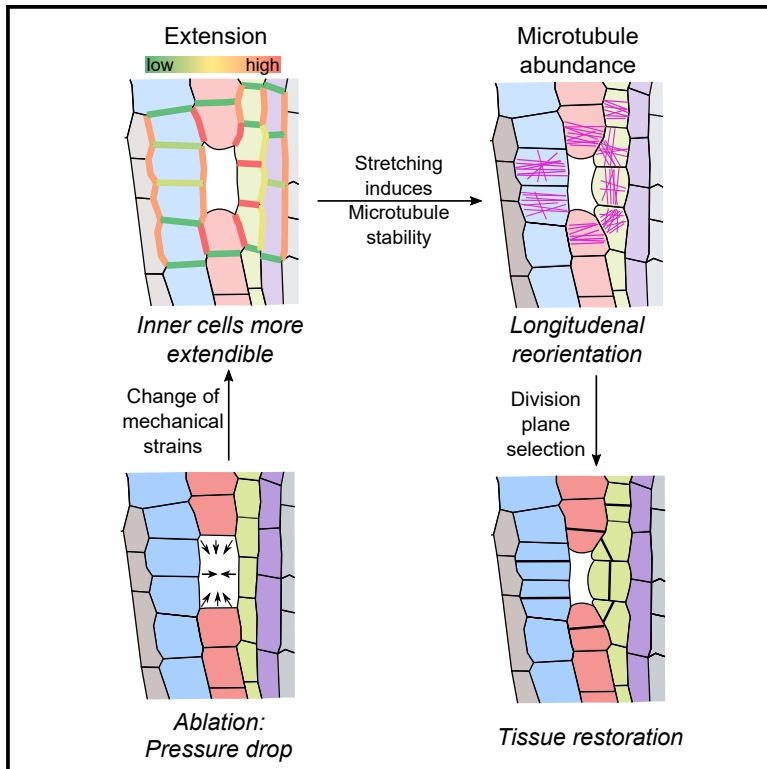 Extension
low high
Inner cells more
extendible
Stretching
induces
Microtubule
stability
Microtubule
abundance
Longitudenal
reorientation
Change of
mechanical
strains
Division
plane
selection
Ablation:
Pressure drop
Tissue restoration